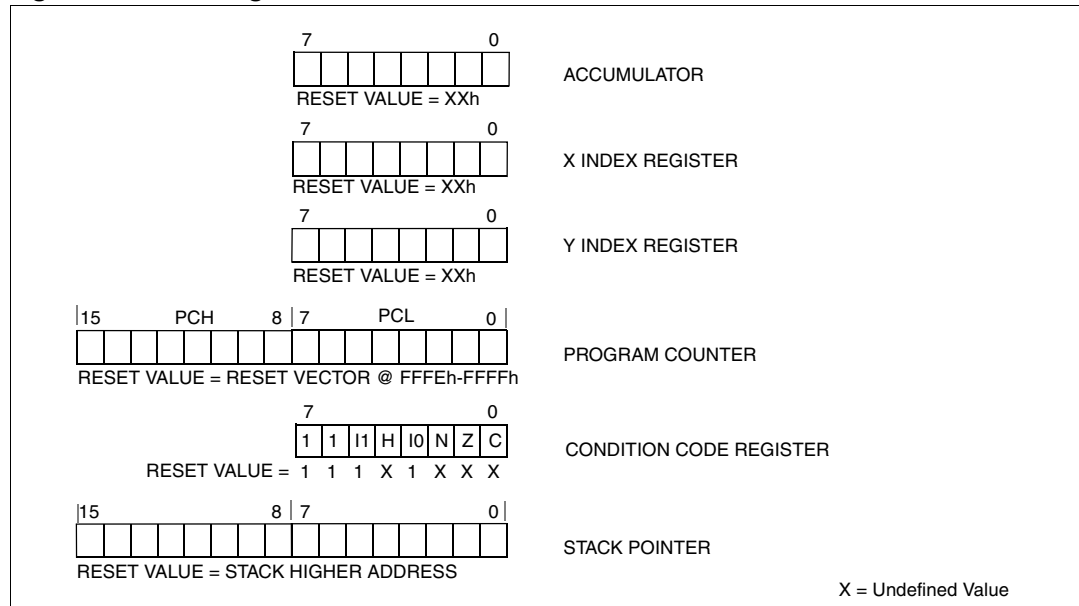 7 0
ACCUMULATOR
RESET VALUE = XXh
7 0
X INDEX REGISTER
RESET VALUE = XXh
7 0
Y INDEX REGISTER
RESET VALUE = XXh
15 PCH 8 7 PCL 0
PROGRAM COUNTER
RESET VALUE = RESET VECTOR @ FFFEh-FFFFh
7 0
1 1 I1 H I0 N Z C
CONDITION CODE REGISTER
RESET VALUE = 1 1 1 X 1 X X X
15 8 7 0
STACK POINTER
RESET VALUE = STACK HIGHER ADDRESS
X = Undefined Value